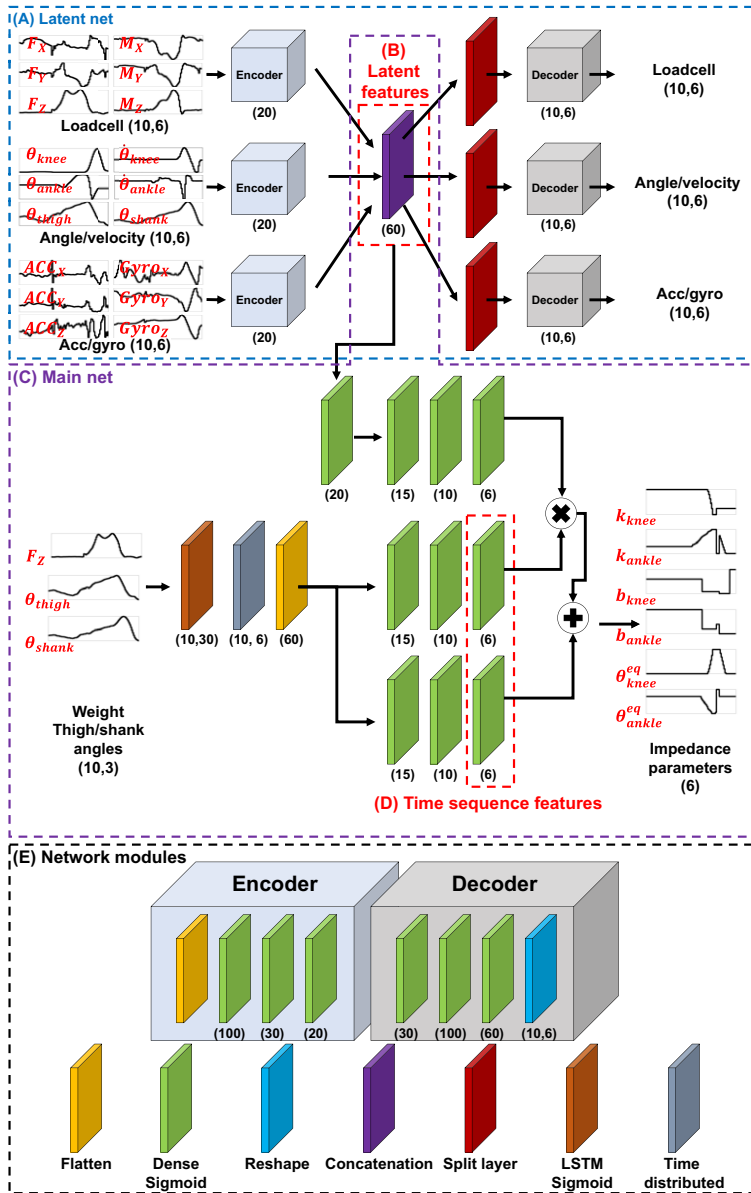 (A) Latent net
F_X M_X
F_Y M_Y
F_Z M_Z
Loadcell (10,6)
Encoder
(20)
θ_knee θ̇_knee
θ_ankle θ̇_ankle
θ_thigh θ_shank
Angle/velocity (10,6)
Encoder
(20)
ACC_X Gyro_X
ACC_Y Gyro_Y
ACC_Z Gyro_Z
Acc/gyro (10,6)
Encoder
(20)
(B)
Latent
features
(60)
Decoder
(10,6)
Loadcell
(10,6)
Decoder
(10,6)
Angle/velocity
(10,6)
Decoder
(10,6)
Acc/gyro
(10,6)
(C) Main net
(20) (15) (10) (6)
F_Z
θ_thigh
θ_shank
Weight
Thigh/shank
angles
(10,3)
(10,30) (10, 6) (60)
(15) (10) (6)
(15) (10) (6)
(D) Time sequence features
k_knee
k_ankle
b_knee
b_ankle
θ^eq_knee
θ^eq_ankle
Impedance
parameters
(6)
(E) Network modules
Encoder
(100) (30) (20)
Decoder
(30) (100) (60) (10,6)
Flatten
Dense
Sigmoid
Reshape
Concatenation
Split layer
LSTM
Sigmoid
Time
distributed